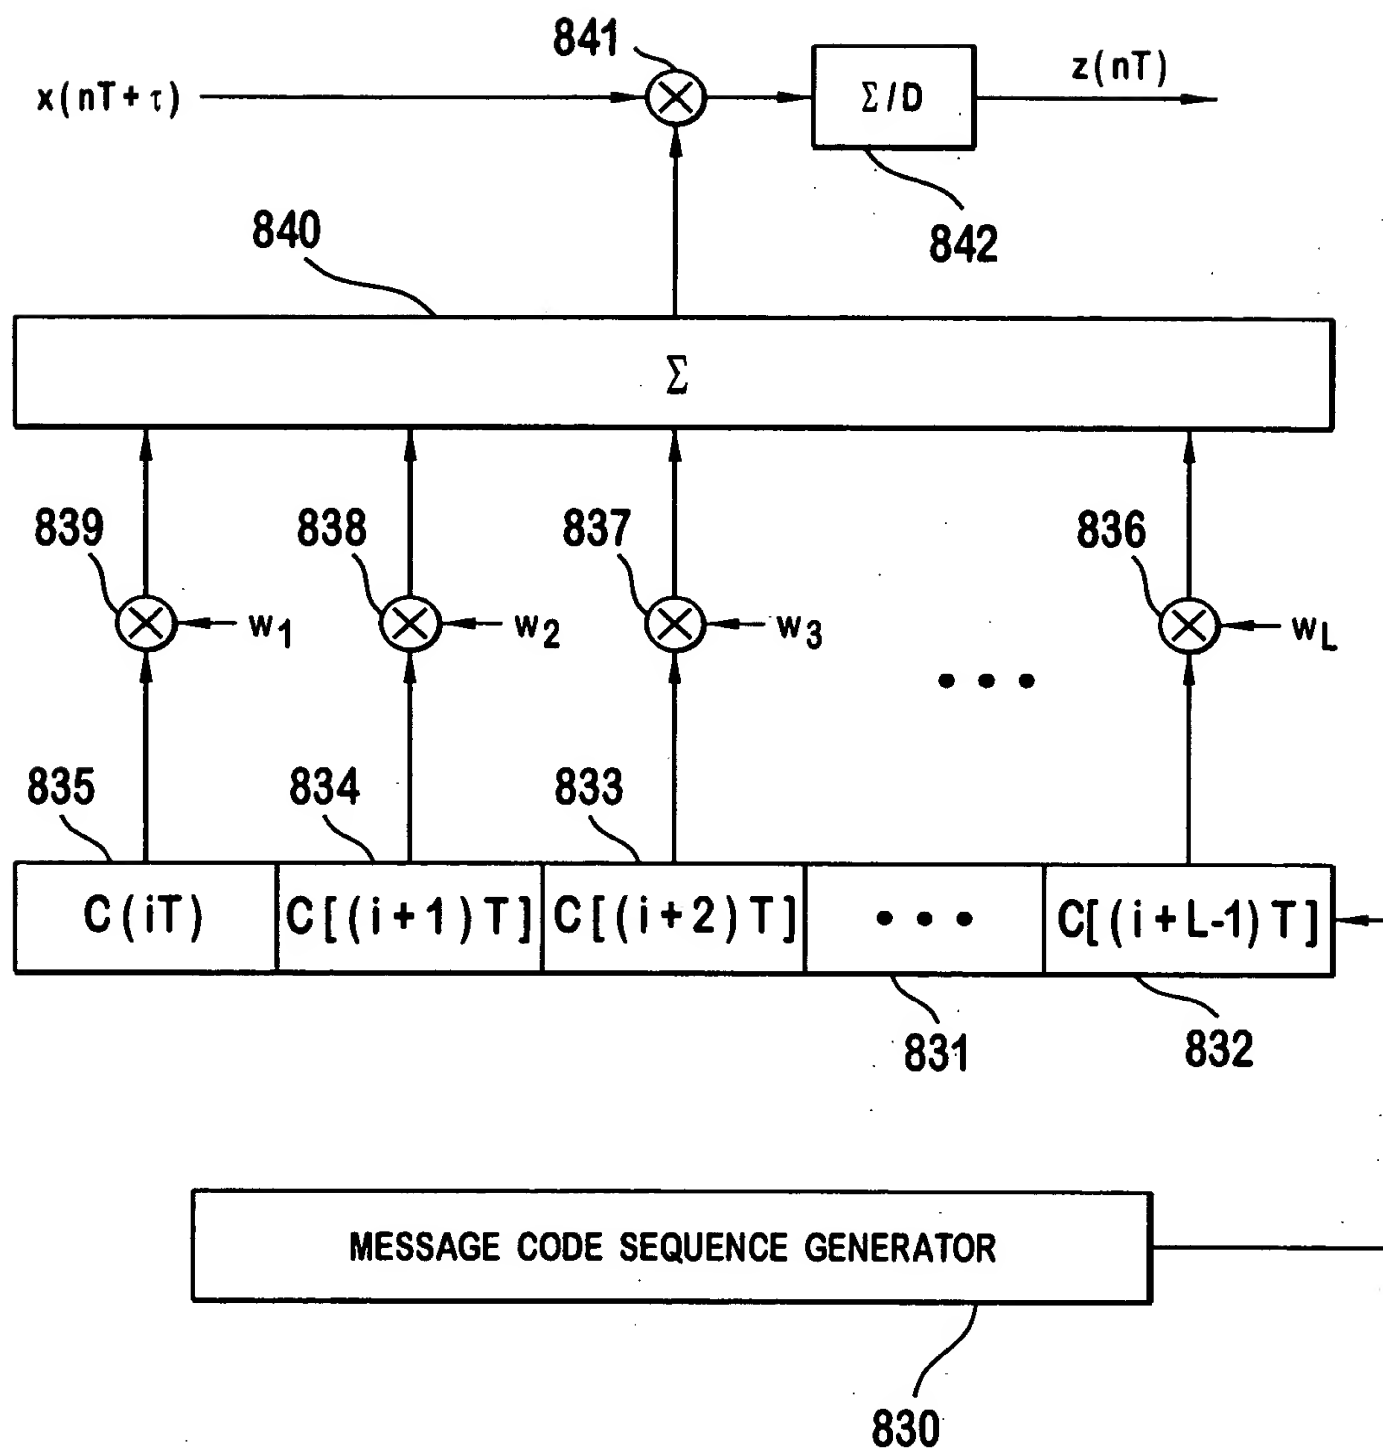 841
x(nT+τ)
Σ/D
z(nT)
842
840
Σ
839
838
837
836
w1
w2
w3
wL
• • •
835
834
833
C(iT)
C[(i+1)T]
C[(i+2)T]
• • •
C[(i+L-1)T]
831
832
MESSAGE CODE SEQUENCE GENERATOR
830